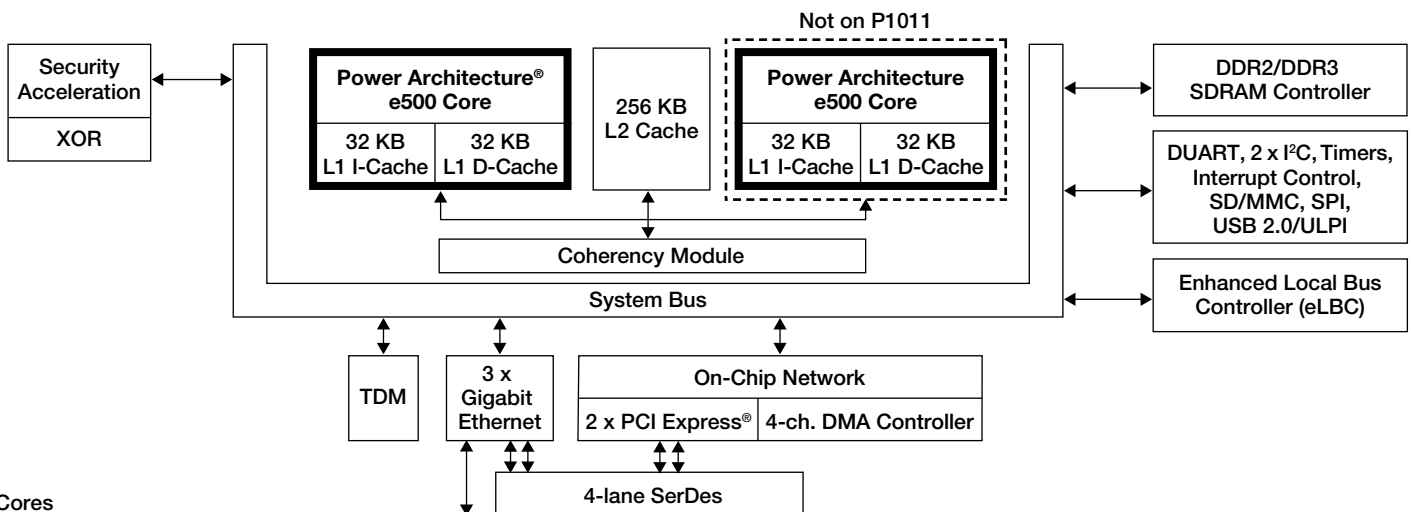 Not on P1011
Security
Acceleration
XOR
Power Architecture®
e500 Core
32 KB
L1 I-Cache
32 KB
L1 D-Cache
256 KB
L2 Cache
Power Architecture
e500 Core
32 KB
L1 I-Cache
32 KB
L1 D-Cache
DDR2/DDR3
SDRAM Controller
DUART, 2 x I²C, Timers,
Interrupt Control,
SD/MMC, SPI,
USB 2.0/ULPI
Coherency Module
System Bus
Enhanced Local Bus
Controller (eLBC)
TDM
3 x
Gigabit
Ethernet
On-Chip Network
2 x PCI Express®
4-ch. DMA Controller
4-lane SerDes
Cores